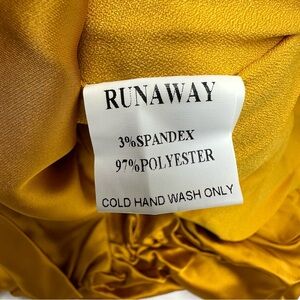 RUNAWAY
3%SPANDEX
97%POLYESTER
COLD HAND WASH ONLY